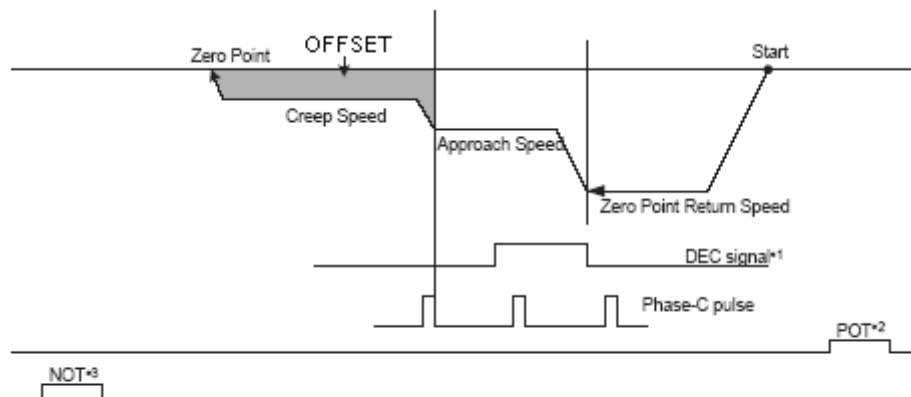 OFFSET
Zero Point
Start
Creep Speed
Approach Speed
Zero Point Return Speed
DEC signal*1
Phase-C pulse
POT*2
NOT*3